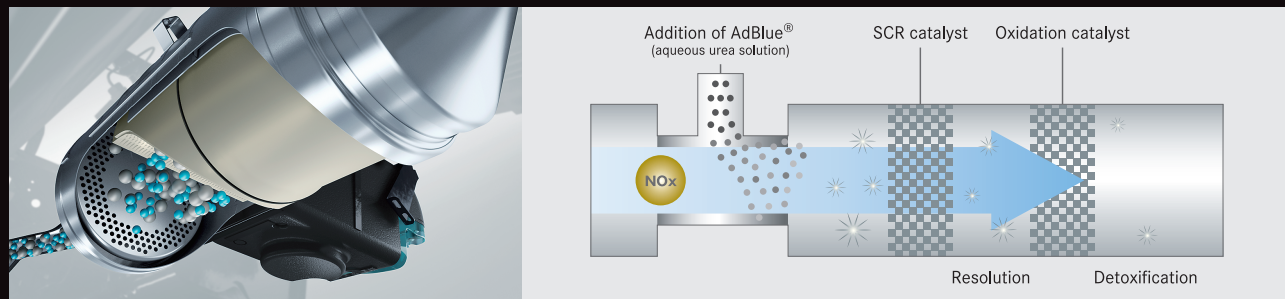 Addition of AdBlue®
(aqueous urea solution)
SCR catalyst
Oxidation catalyst
NOx
Resolution
Detoxification